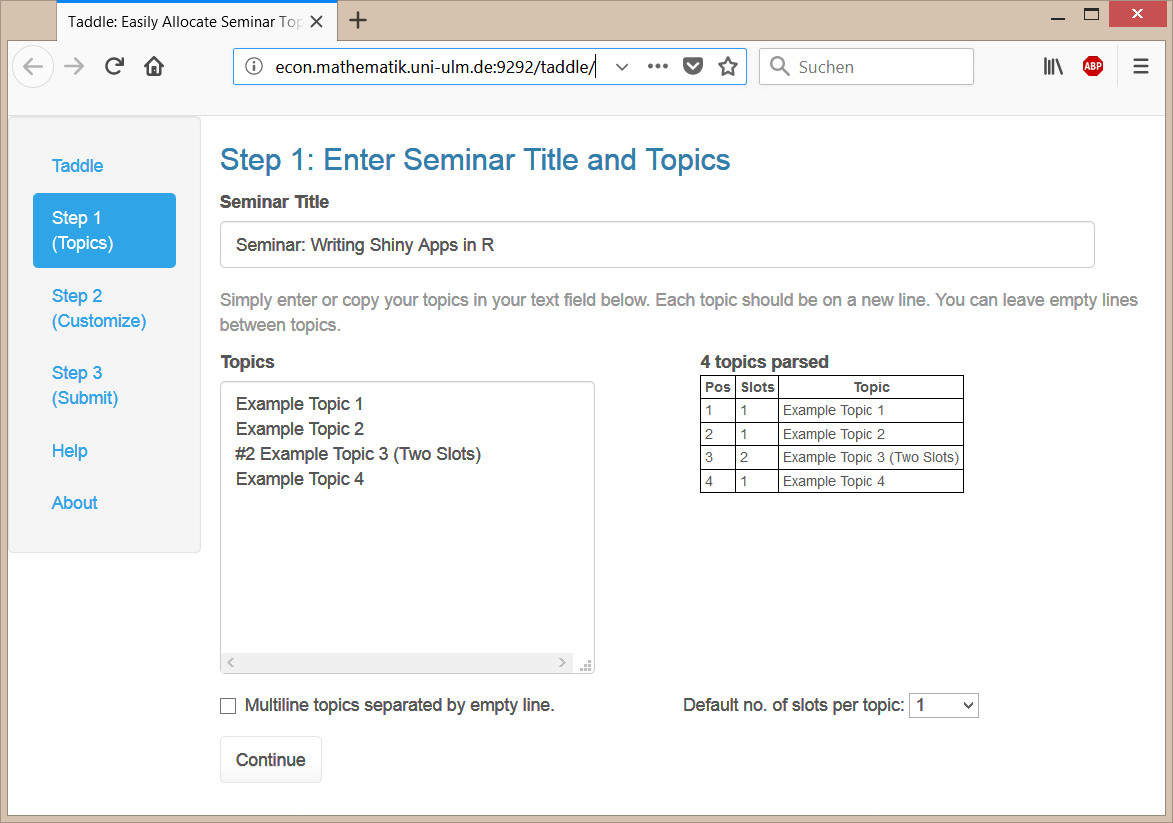 Taddle: Easily Allocate Seminar Top
econ.mathematik.uni-ulm.de:9292/taddle/
Suchen
ABP
Taddle
Step 1
(Topics)
Step 2
(Customize)
Step 3
(Submit)
Help
About
Step 1: Enter Seminar Title and Topics
Seminar Title
Seminar: Writing Shiny Apps in R
Simply enter or copy your topics in your text field below. Each topic should be on a new line. You can leave empty lines
between topics.
Topics
Example Topic 1
Example Topic 2
#2 Example Topic 3 (Two Slots)
Example Topic 4
4 topics parsed
Pos Slots Topic
1 1 Example Topic 1
2 1 Example Topic 2
3 2 Example Topic 3 (Two Slots)
4 1 Example Topic 4
Multiline topics separated by empty line.
Default no. of slots per topic: 1
Continue